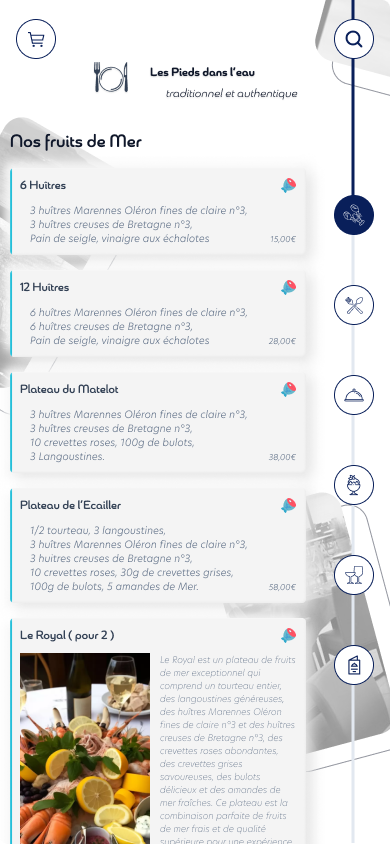 Les Pieds dans l'eau
traditionnel et authentique
Nos fruits de Mer
6 Huîtres
3 huîtres Marennes Oléron fines de claire n°3,
3 huîtres creuses de Bretagne n°3,
Pain de seigle, vinaigre aux échalotes
15,00€
12 Huîtres
6 huîtres Marennes Oléron fines de claire n°3,
6 huîtres creuses de Bretagne n°3,
Pain de seigle, vinaigre aux échalotes
28,00€
Plateau du Matelot
3 huîtres Marennes Oléron fines de claire n°3,
3 huîtres creuses de Bretagne n°3,
10 crevettes roses, 100g de bulots,
3 Langoustines.
38,00€
Plateau de l'Ecailler
1/2 tourteau, 3 langoustines,
3 huîtres Marennes Oléron fines de claire n°3,
3 huitres creuses de Bretagne n°3,
10 crevettes roses, 30g de crevettes grises,
100g de bulots, 5 amandes de Mer.
58,00€
Le Royal ( pour 2 )
Le Royal est un plateau de fruits
de mer exceptionnel qui
comprend un tourteau entier,
des langoustines généreuses,
des huîtres Marennes Oléron
fines de claire n°3 et des huîtres
creuses de Bretagne n°3, des
crevettes roses abondantes,
des crevettes grises
savoureuses, des bulots
délicieux et des amandes de
mer fraîches. Ce plateau est la
combinaison parfaite de fruits
de mer frais et de qualité
supérieure pour une expérience